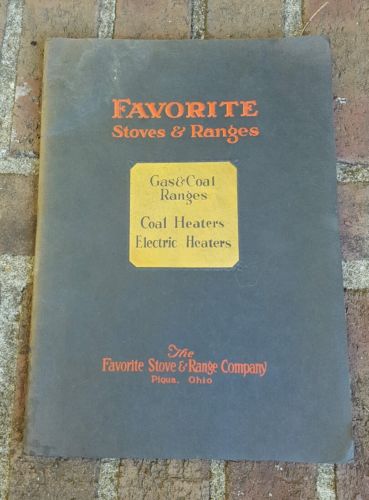 FAVORITE
Stoves & Ranges
Gas & Coal
Ranges
Coal Heaters
Electric Heaters
The
Favorite Stove & Range Company
Piqua, Ohio